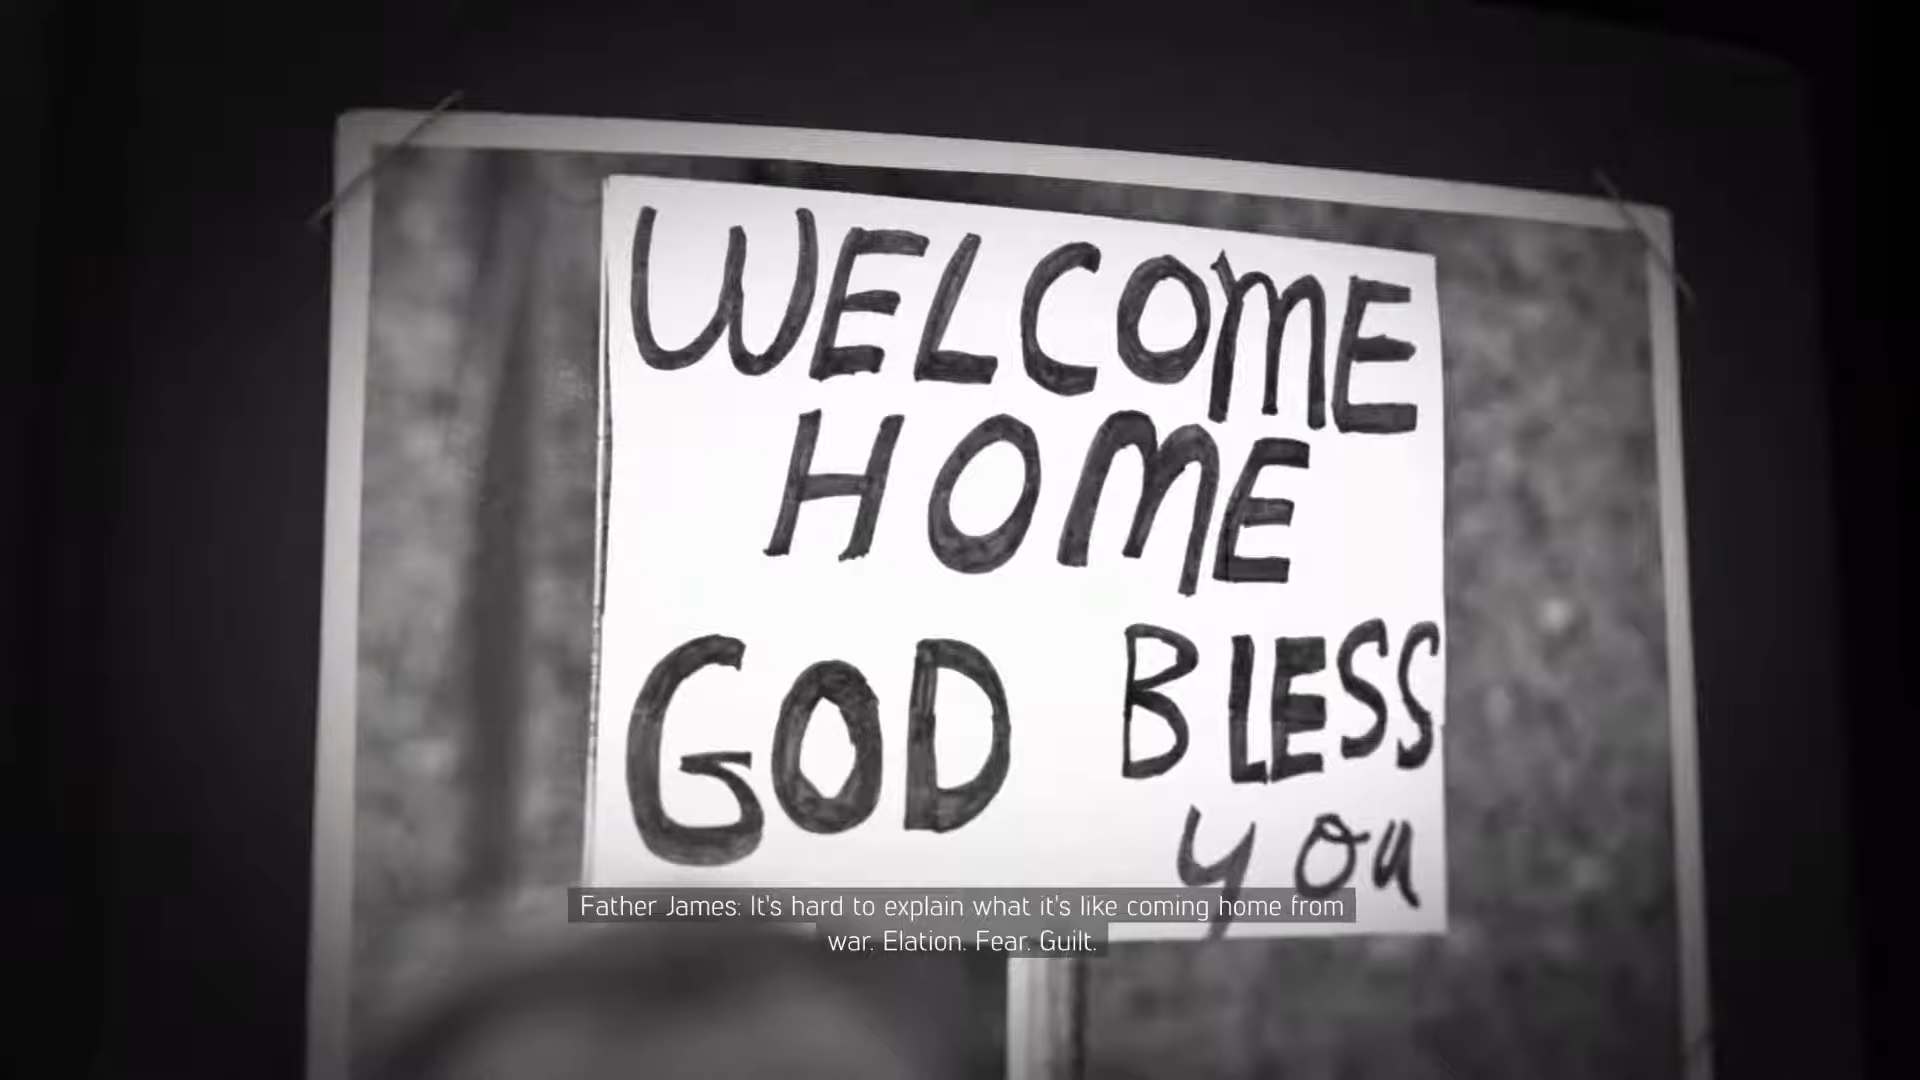 WELCOME
HOME
GOD BLESS
you
Father James: It's hard to explain what it's like coming home from
war. Elation. Fear. Guilt.